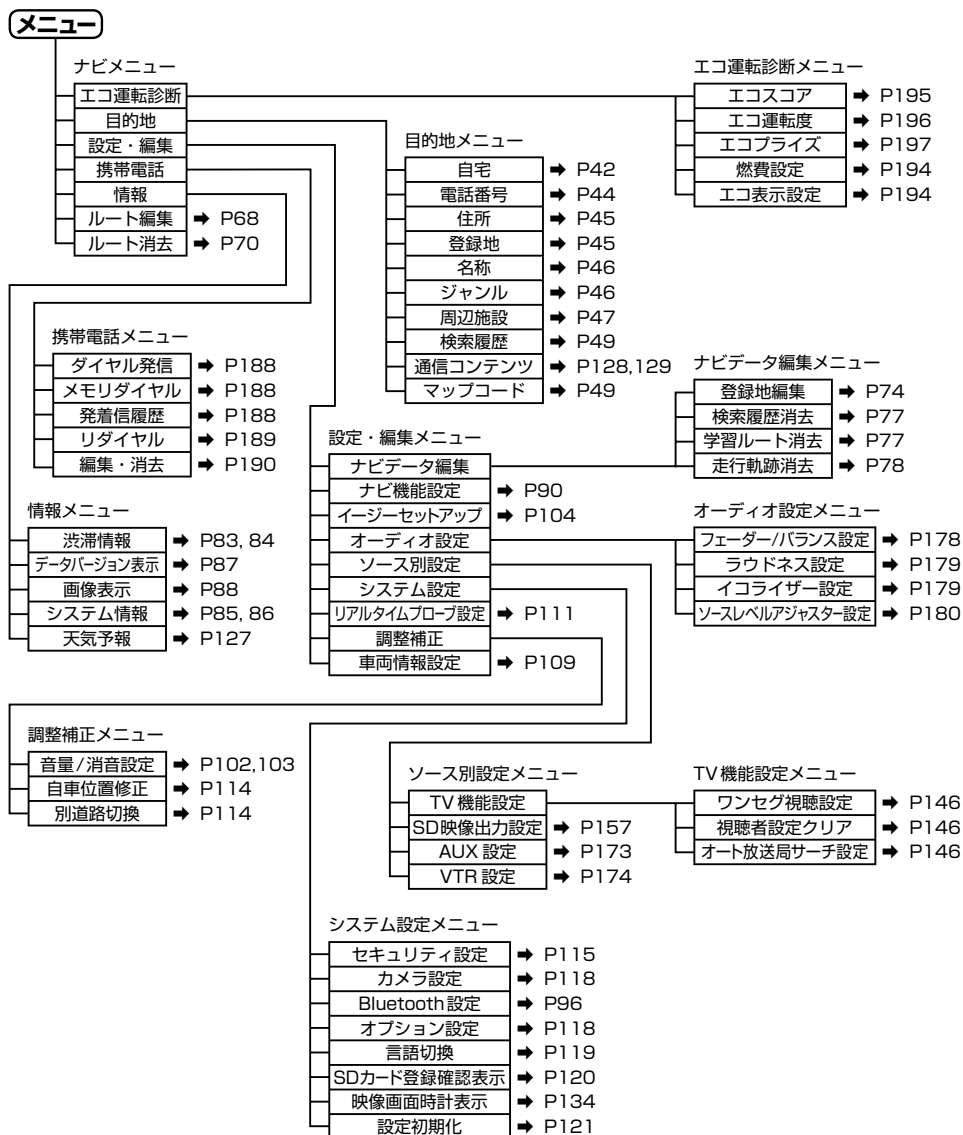 メニュー
ナビメニュー
エコ運転診断
目的地
設定・編集
携帯電話
情報
ルート編集 ➡ P68
ルート消去 ➡ P70
エコ運転診断メニュー
エコスコア ➡ P195
エコ運転度 ➡ P196
エコプライズ ➡ P197
燃費設定 ➡ P194
エコ表示設定 ➡ P194
目的地メニュー
自宅 ➡ P42
電話番号 ➡ P44
住所 ➡ P45
登録地 ➡ P45
名称 ➡ P46
ジャンル ➡ P46
周辺施設 ➡ P47
検索履歴 ➡ P49
通信コンテンツ ➡ P128,129
マップコード ➡ P49
携帯電話メニュー
ダイヤル発信 ➡ P188
メモリダイヤル ➡ P188
発着信履歴 ➡ P188
リダイヤル ➡ P189
編集・消去 ➡ P190
ナビデータ編集メニュー
登録地編集 ➡ P74
検索履歴消去 ➡ P77
学習ルート消去 ➡ P77
走行軌跡消去 ➡ P78
設定・編集メニュー
ナビデータ編集
ナビ機能設定 ➡ P90
イージーセットアップ ➡ P104
オーディオ設定
ソース別設定
システム設定
リアルタイムプローブ設定 ➡ P111
調整補正
車両情報設定 ➡ P109
情報メニュー
渋滞情報 ➡ P83, 84
データバージョン表示 ➡ P87
画像表示 ➡ P88
システム情報 ➡ P85, 86
天気予報 ➡ P127
オーディオ設定メニュー
フェーダー/バランス設定 ➡ P178
ラウドネス設定 ➡ P179
イコライザー設定 ➡ P179
ソースレベルアジャスター設定 ➡ P180
調整補正メニュー
音量/消音設定 ➡ P102,103
自車位置修正 ➡ P114
別道路切換 ➡ P114
ソース別設定メニュー
TV機能設定
SD映像出力設定 ➡ P157
AUX設定 ➡ P173
VTR設定 ➡ P174
TV機能設定メニュー
ワンセグ視聴設定 ➡ P146
視聴者設定クリア ➡ P146
オート放送局サーチ設定 ➡ P146
システム設定メニュー
セキュリティ設定 ➡ P115
カメラ設定 ➡ P118
Bluetooth設定 ➡ P96
オプション設定 ➡ P118
言語切換 ➡ P119
SDカード登録確認表示 ➡ P120
映像画面時計表示 ➡ P134
設定初期化 ➡ P121